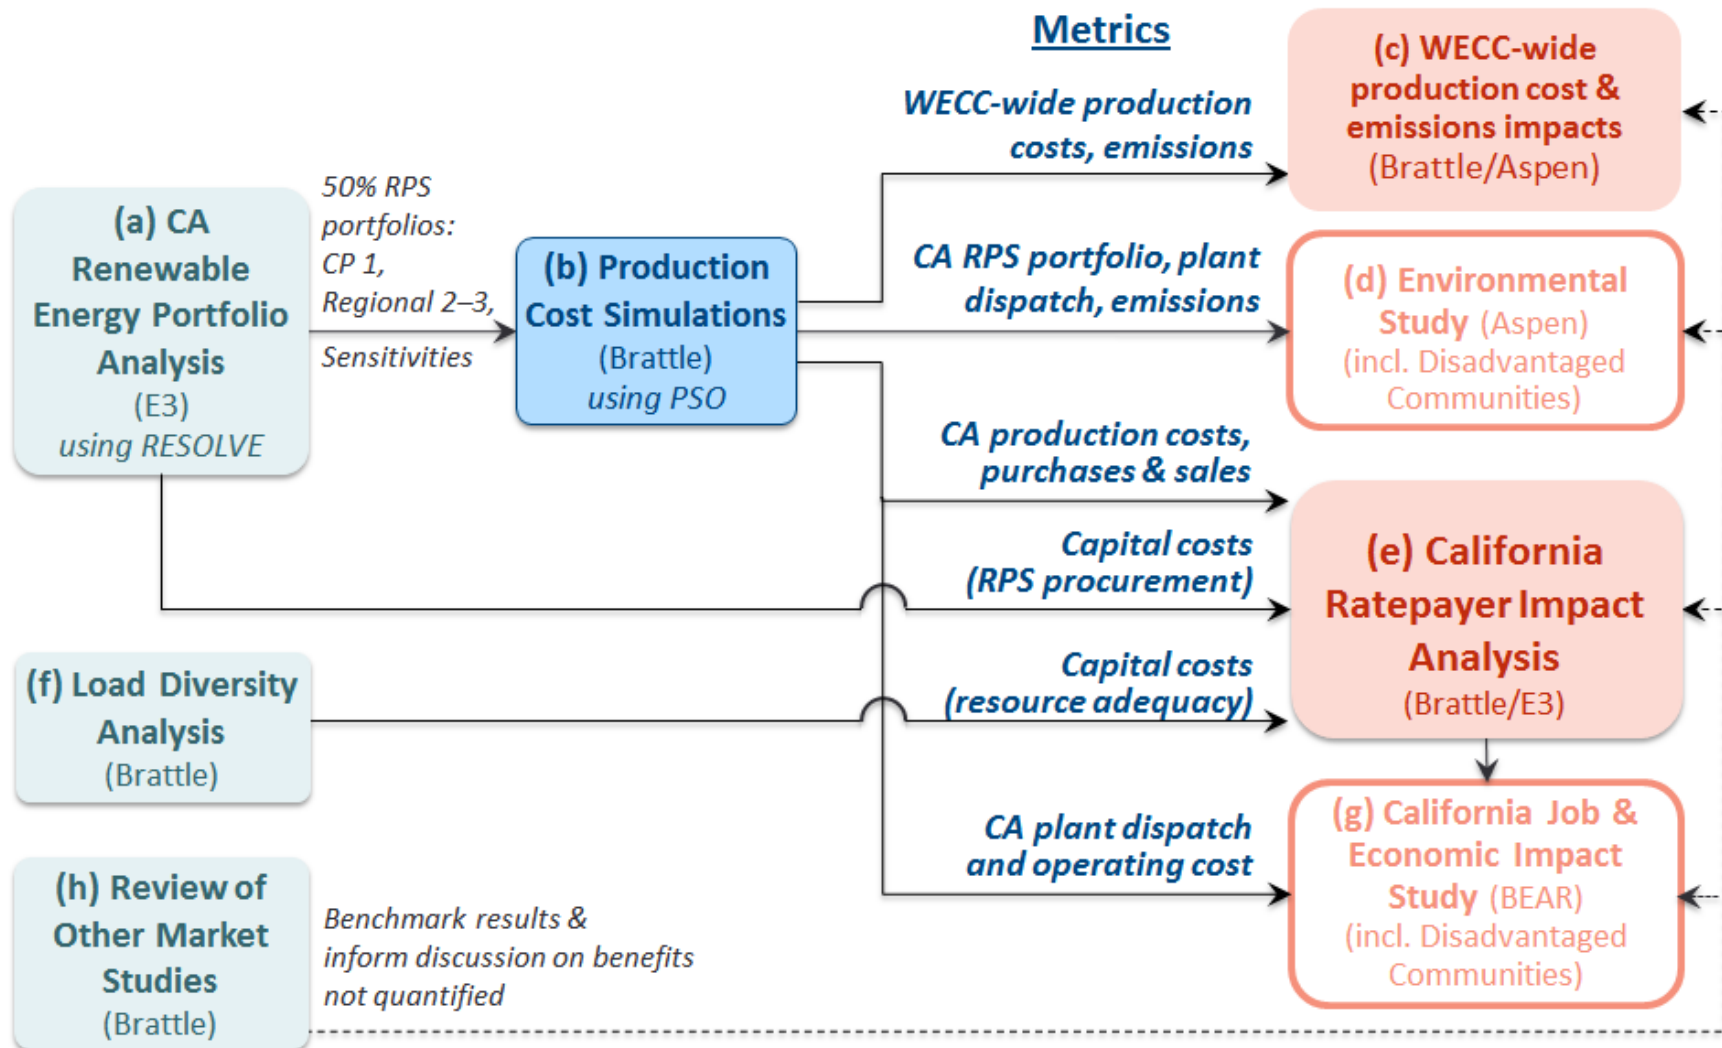 Metrics
(a) CA
Renewable
Energy Portfolio
Analysis
(E3)
using RESOLVE
50% RPS
portfolios:
CP 1,
Regional 2–3,
Sensitivities
(b) Production
Cost Simulations
(Brattle)
using PSO
WECC-wide production
costs, emissions
(c) WECC-wide
production cost &
emissions impacts
(Brattle/Aspen)
CA RPS portfolio, plant
dispatch, emissions
(d) Environmental
Study (Aspen)
(incl. Disadvantaged
Communities)
CA production costs,
purchases & sales
Capital costs
(RPS procurement)
(e) California
Ratepayer Impact
Analysis
(Brattle/E3)
(f) Load Diversity
Analysis
(Brattle)
Capital costs
(resource adequacy)
CA plant dispatch
and operating cost
(g) California Job &
Economic Impact
Study (BEAR)
(incl. Disadvantaged
Communities)
(h) Review of
Other Market
Studies
(Brattle)
Benchmark results &
inform discussion on benefits
not quantified